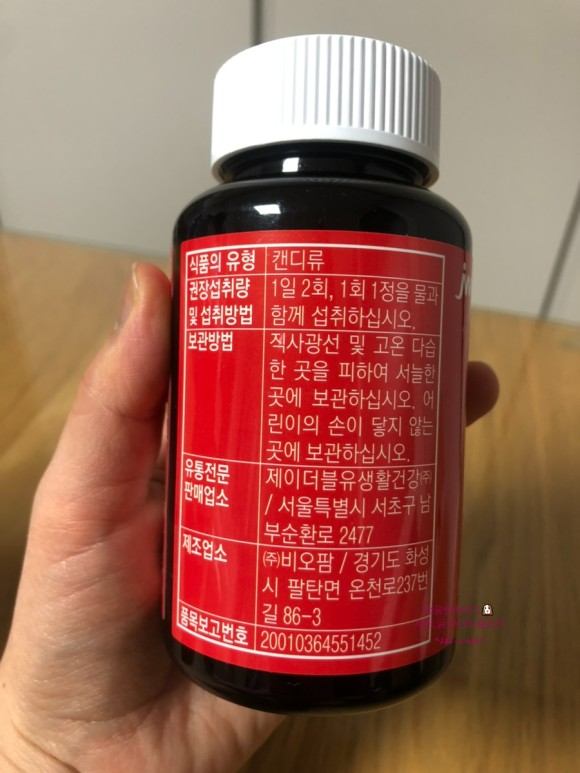 식품의 유형 캔디류
권장섭취량 1일 2회, 1회 1정을 물과
및 섭취방법 함께 섭취하십시오.
보관방법 직사광선 및 고온 다습
한 곳을 피하여 서늘한
곳에 보관하십시오. 어
린이의 손이 닿지 않는
곳에 보관하십시오.
유통전문 제이더블유생활건강㈜
판매업소 / 서울특별시 서초구 남
부순환로 2477
제조업소 ㈜비오팜 / 경기도 화성
시 팔탄면 온천로237번
길 86-3
품목보고번호 20010364551452